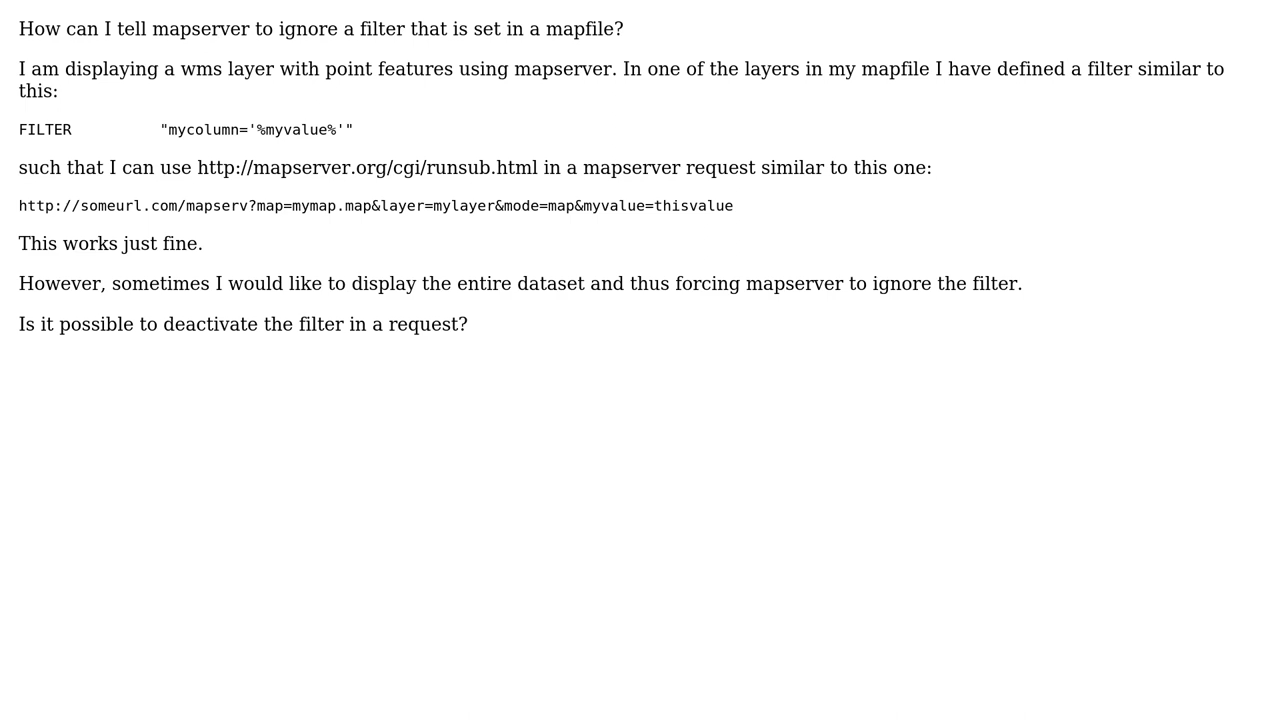 How can I tell mapserver to ignore a filter that is set in a mapfile?
I am displaying a wms layer with point features using mapserver. In one of the layers in my mapfile I have defined a filter similar to
this:
FILTER          "mycolumn='%myvalue%'"
such that I can use http://mapserver.org/cgi/runsub.html in a mapserver request similar to this one:
http://someurl.com/mapserv?map=mymap.map&layer=mylayer&mode=map&myvalue=thisvalue
This works just fine.
However, sometimes I would like to display the entire dataset and thus forcing mapserver to ignore the filter.
Is it possible to deactivate the filter in a request?